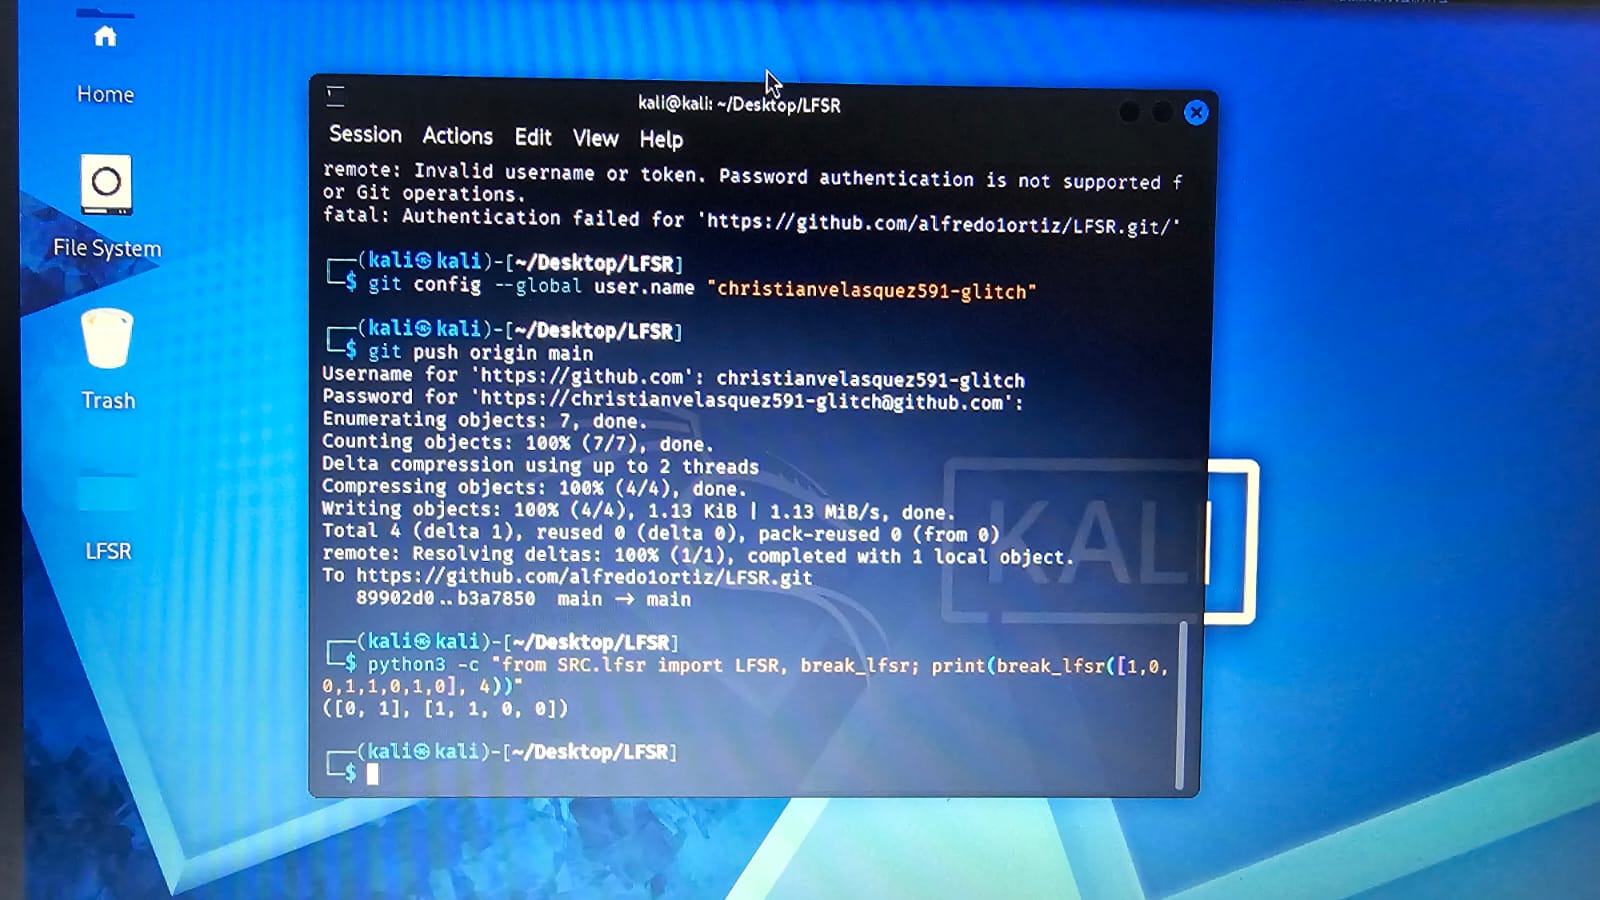 Home
File System
Trash
LFSR
kali@kali: ~/Desktop/LFSR
Session Actions Edit View Help
remote: Invalid username or token. Password authentication is not supported f
or Git operations.
fatal: Authentication failed for 'https://github.com/alfredo1ortiz/LFSR.git/'
┌──(kali㉿kali)-[~/Desktop/LFSR]
└─$ git config --global user.name "christianvelasquez591-glitch"
┌──(kali㉿kali)-[~/Desktop/LFSR]
└─$ git push origin main
Username for 'https://github.com': christianvelasquez591-glitch
Password for 'https://christianvelasquez591-glitch@github.com':
Enumerating objects: 7, done.
Counting objects: 100% (7/7), done.
Delta compression using up to 2 threads
Compressing objects: 100% (4/4), done.
Writing objects: 100% (4/4), 1.13 KiB | 1.13 MiB/s, done.
Total 4 (delta 1), reused 0 (delta 0), pack-reused 0 (from 0)
remote: Resolving deltas: 100% (1/1), completed with 1 local object.
To https://github.com/alfredo1ortiz/LFSR.git
89902d0..b3a7850 main -> main
┌──(kali㉿kali)-[~/Desktop/LFSR]
└─$ python3 -c "from SRC.lfsr import LFSR, break_lfsr; print(break_lfsr([1,0,
0,1,1,0,1,0], 4))"
([0, 1], [1, 1, 0, 0])
┌──(kali㉿kali)-[~/Desktop/LFSR]
└─$
KALI